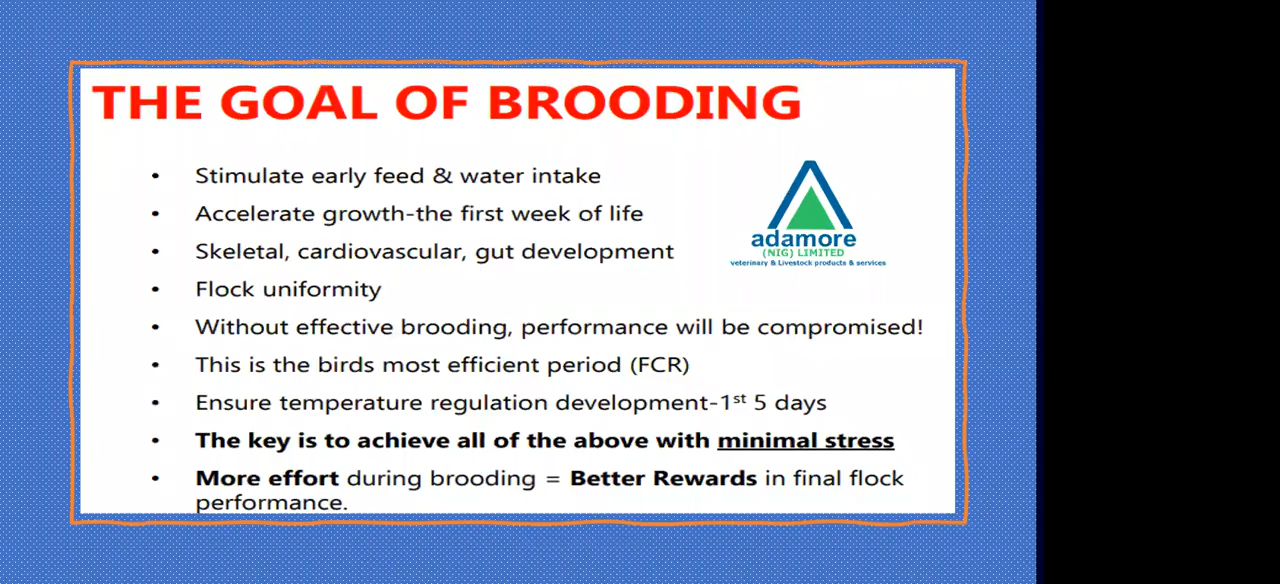 THE GOAL OF BROODING
• Stimulate early feed & water intake
• Accelerate growth-the first week of life
• Skeletal, cardiovascular, gut development
• Flock uniformity
• Without effective brooding, performance will be compromised!
• This is the birds most efficient period (FCR)
• Ensure temperature regulation development-1st 5 days
• The key is to achieve all of the above with minimal stress
• More effort during brooding = Better Rewards in final flock
performance.
adamore
(NIG) LIMITED
veterinary & Livestock products & services